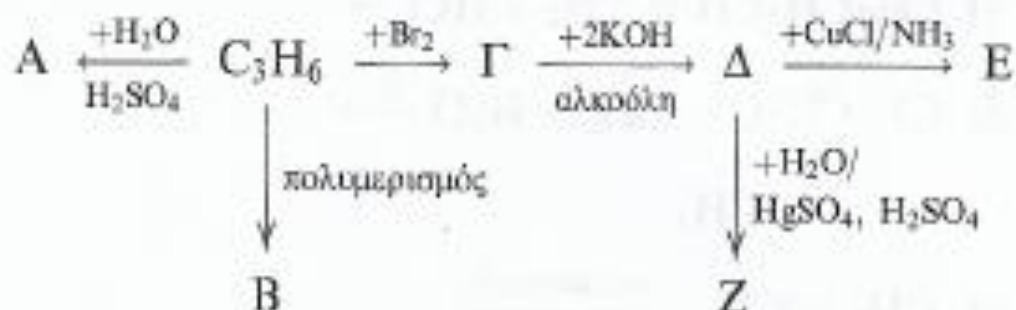 +H₂O +Br₂ +2KOH +CuCl/NH₃
A C₃H₆ Γ Δ E
H₂SO₄ αλκοόλη
πολυμερισμός +H₂O/
HgSO₄, H₂SO₄
B Z